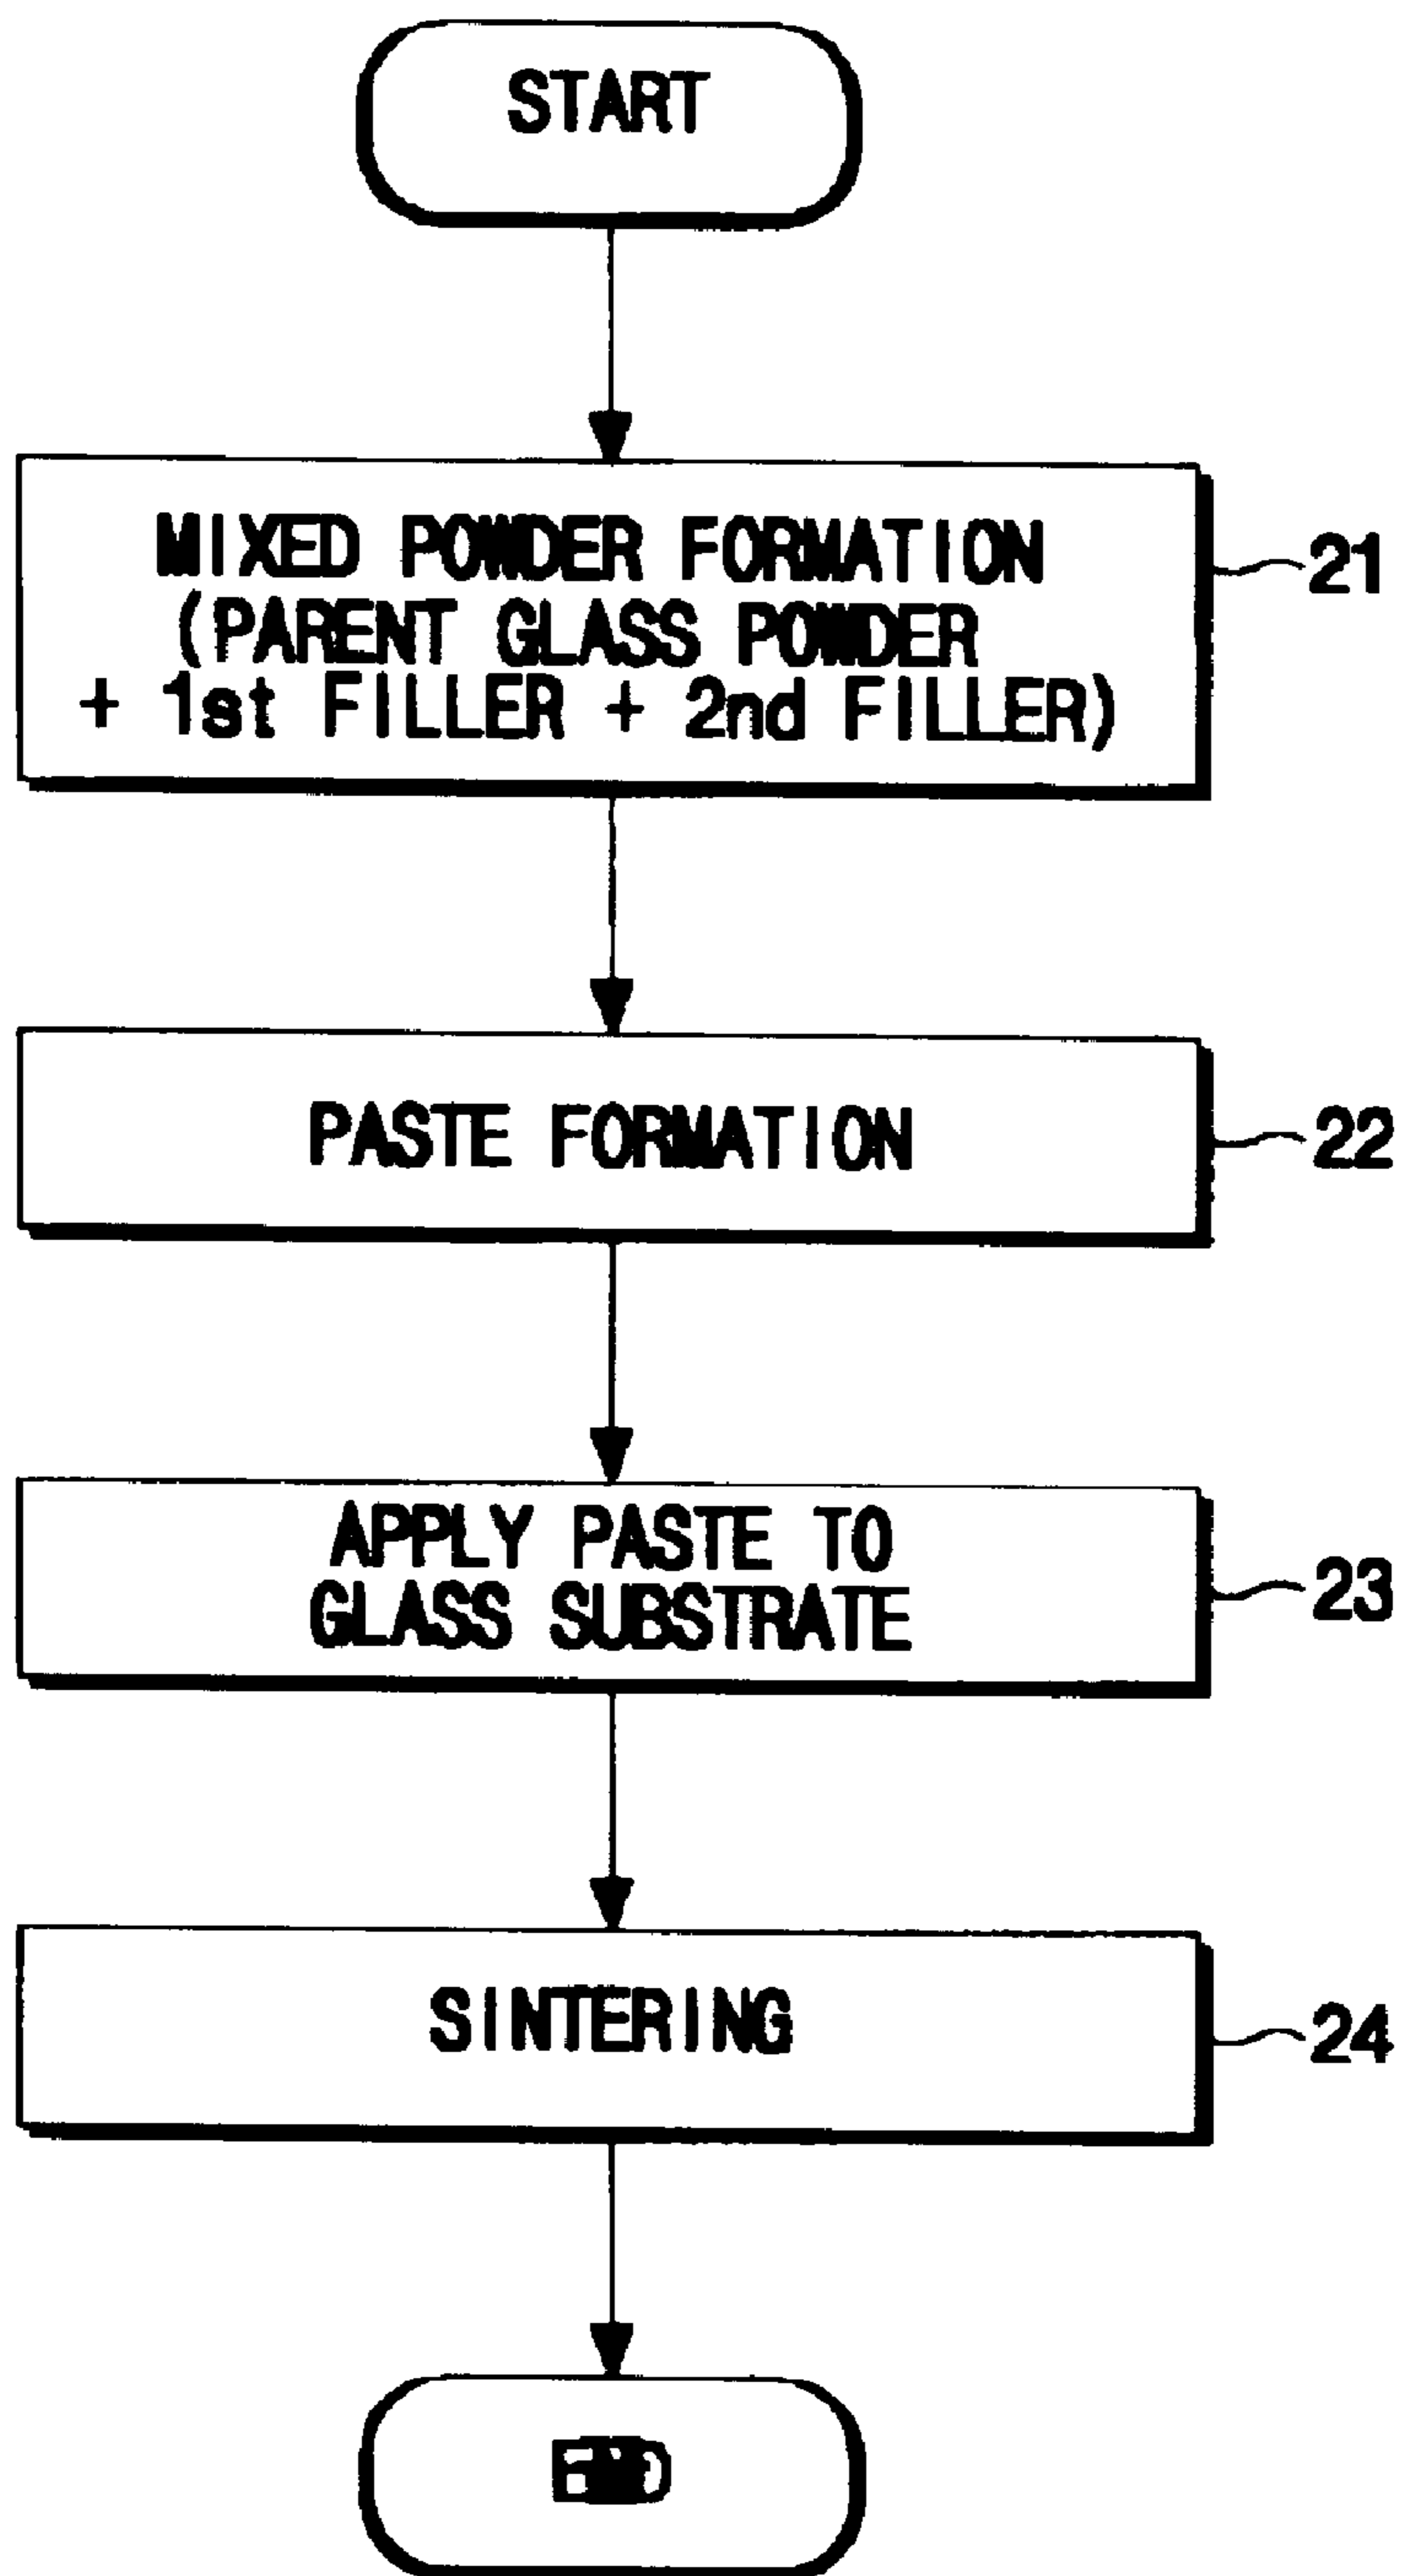 START
MIXED POWDER FORMATION
(PARENT GLASS POWDER
+ 1st FILLER + 2nd FILLER)
21
PASTE FORMATION
22
APPLY PASTE TO
GLASS SUBSTRATE
23
SINTERING
24
END